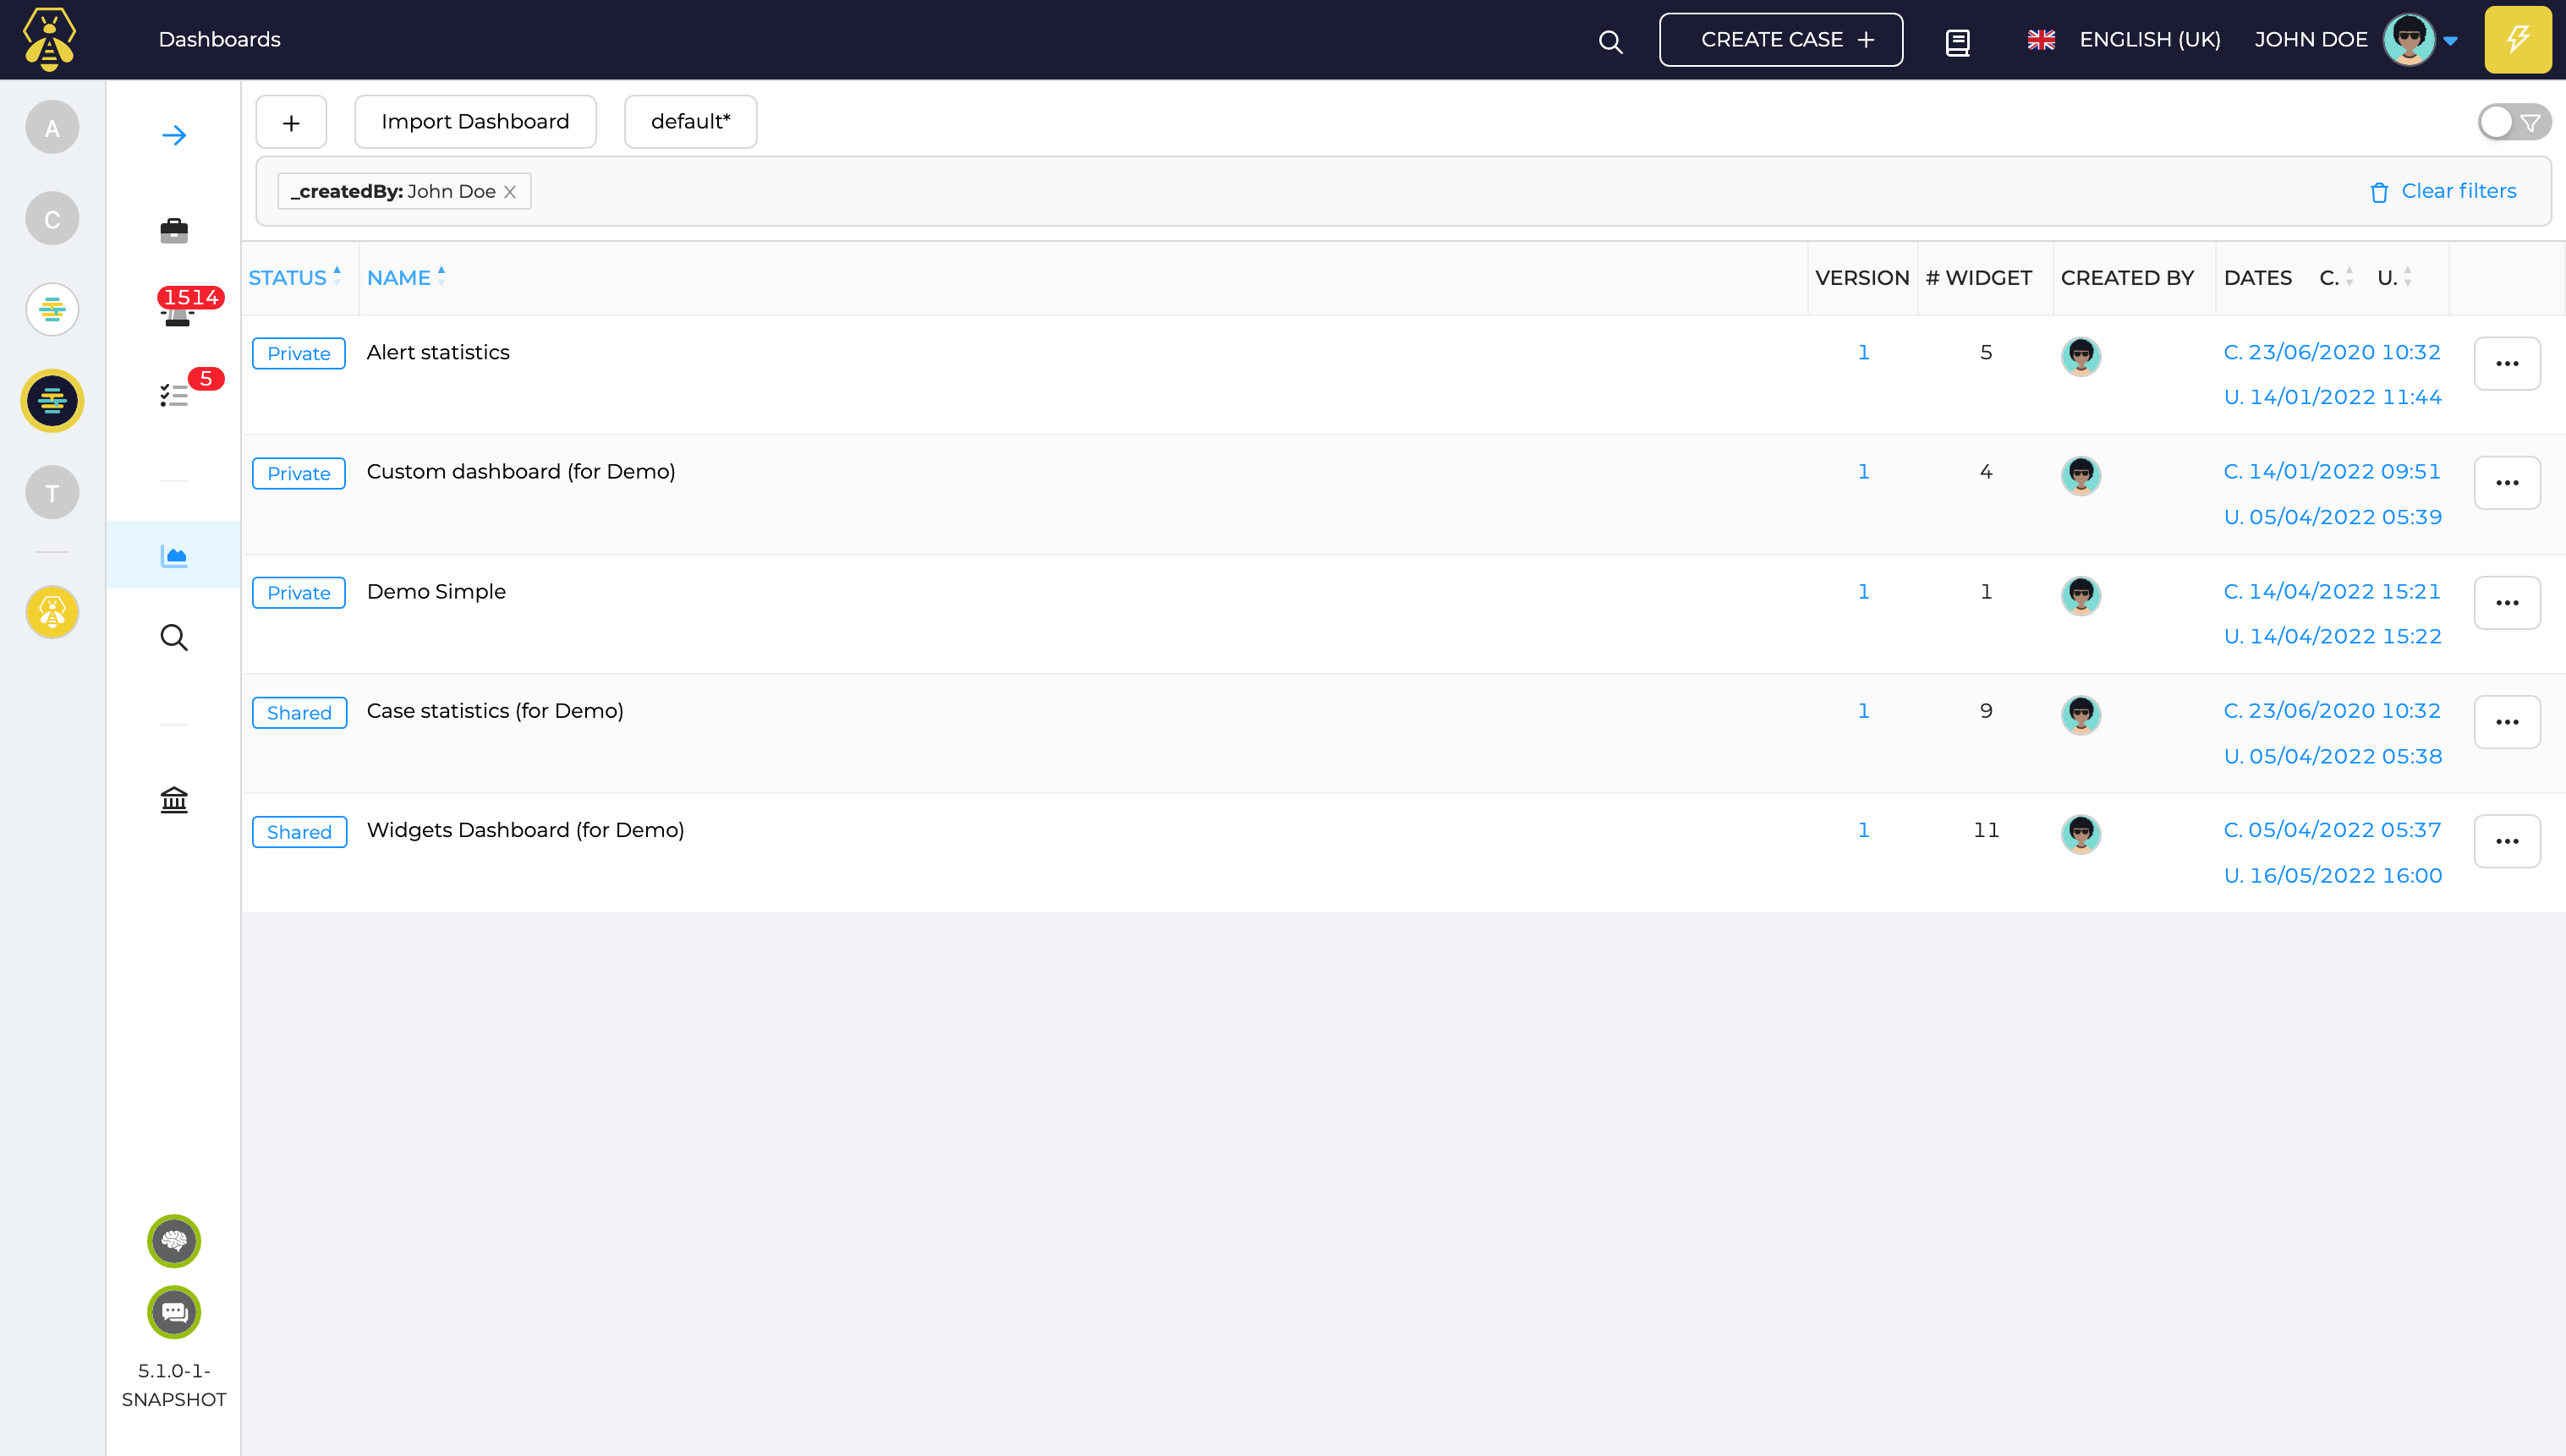 Dashboards
CREATE CASE +
ENGLISH (UK)
JOHN DOE
A
C
T
1514
5
5.1.0-1-
SNAPSHOT
+
Import Dashboard
default*
_createdBy: John Doe X
Clear filters
STATUS NAME VERSION # WIDGET CREATED BY DATES C. U.
Private Alert statistics 1 5 C. 23/06/2020 10:32
U. 14/01/2022 11:44
Private Custom dashboard (for Demo) 1 4 C. 14/01/2022 09:51
U. 05/04/2022 05:39
Private Demo Simple 1 1 C. 14/04/2022 15:21
U. 14/04/2022 15:22
Shared Case statistics (for Demo) 1 9 C. 23/06/2020 10:32
U. 05/04/2022 05:38
Shared Widgets Dashboard (for Demo) 1 11 C. 05/04/2022 05:37
U. 16/05/2022 16:00